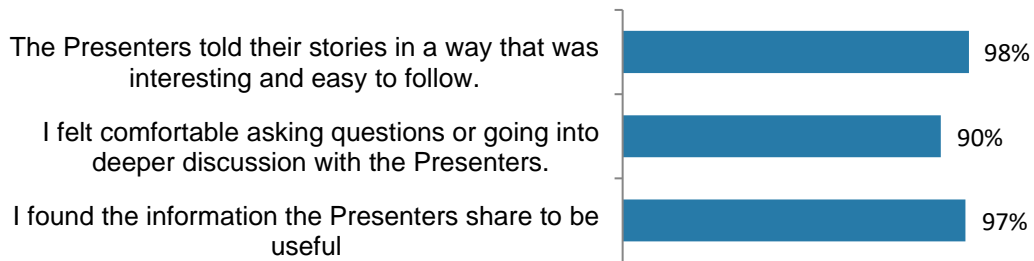 The Presenters told their stories in a way that was
interesting and easy to follow.
98%
I felt comfortable asking questions or going into
deeper discussion with the Presenters.
90%
I found the information the Presenters share to be
useful
97%